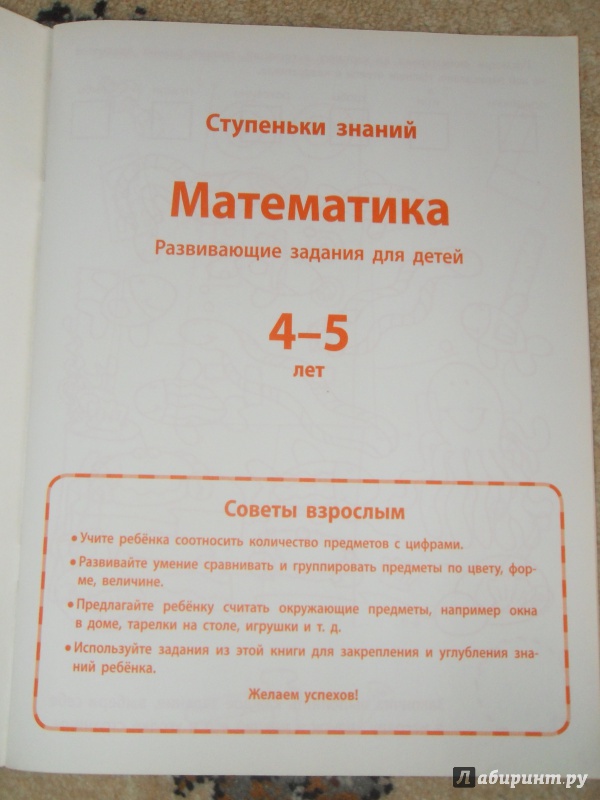 Ступеньки знаний
Математика
Развивающие задания для детей
4–5
лет
Советы взрослым
• Учите ребёнка соотносить количество предметов с цифрами.
• Развивайте умение сравнивать и группировать предметы по цвету, фор-
ме, величине.
• Предлагайте ребёнку считать окружающие предметы, например окна
в доме, тарелки на столе, игрушки и т. д.
• Используйте задания из этой книги для закрепления и углубления зна-
ний ребёнка.
Желаем успехов!
Лабиринт.ру